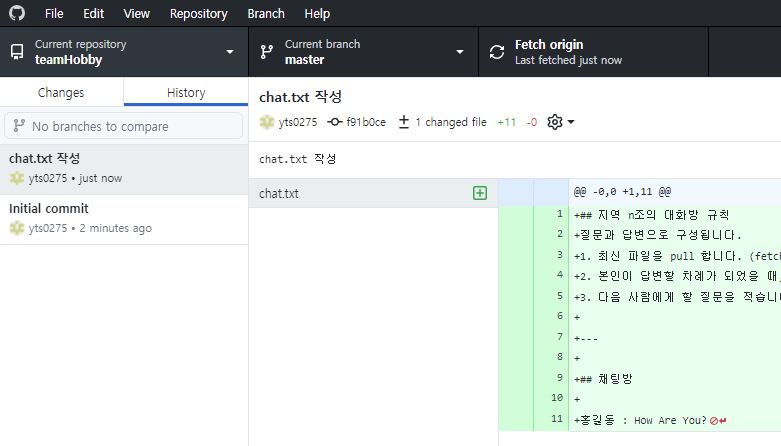 File Edit View Repository Branch Help
Current repository
teamHobby
Current branch
master
Fetch origin
Last fetched just now
Changes
History
No branches to compare
chat.txt 작성
yts0275 • just now
Initial commit
yts0275 • 2 minutes ago
chat.txt 작성
yts0275 f91b0ce 1 changed file +11 -0
chat.txt 작성
chat.txt
@@ -0,0 +1,11 @@
1 +## 지역 n조의 대화방 규칙
2 +질문과 답변으로 구성됩니다.
3 +1. 최신 파일을 pull 합니다. (fetch
4 +2. 본인이 답변할 차례가 되었을 때,
5 +3. 다음 사람에게 할 질문을 적습니다
6 +
7 +---
8 +
9 +## 채팅방
10 +
11 +홍길동 : How Are You?